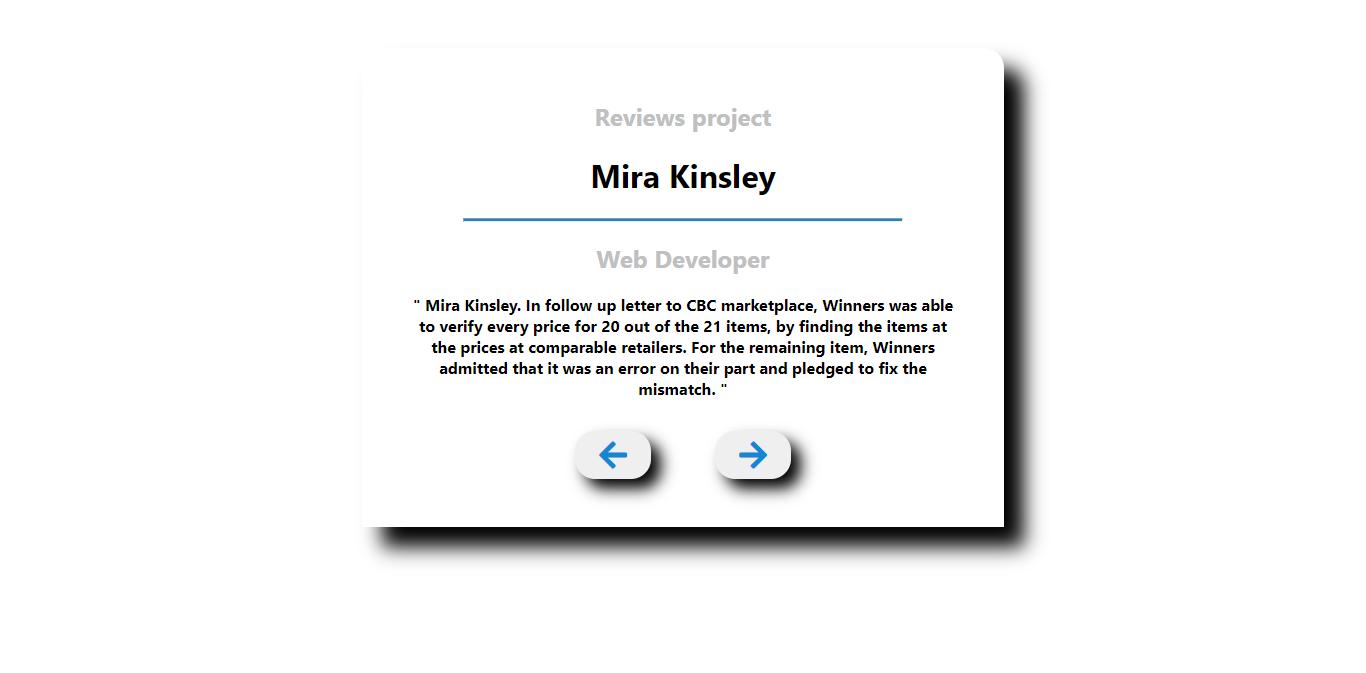 Reviews project
Mira Kinsley
Web Developer
" Mira Kinsley. In follow up letter to CBC marketplace, Winners was able
to verify every price for 20 out of the 21 items, by finding the items at
the prices at comparable retailers. For the remaining item, Winners
admitted that it was an error on their part and pledged to fix the
mismatch. "